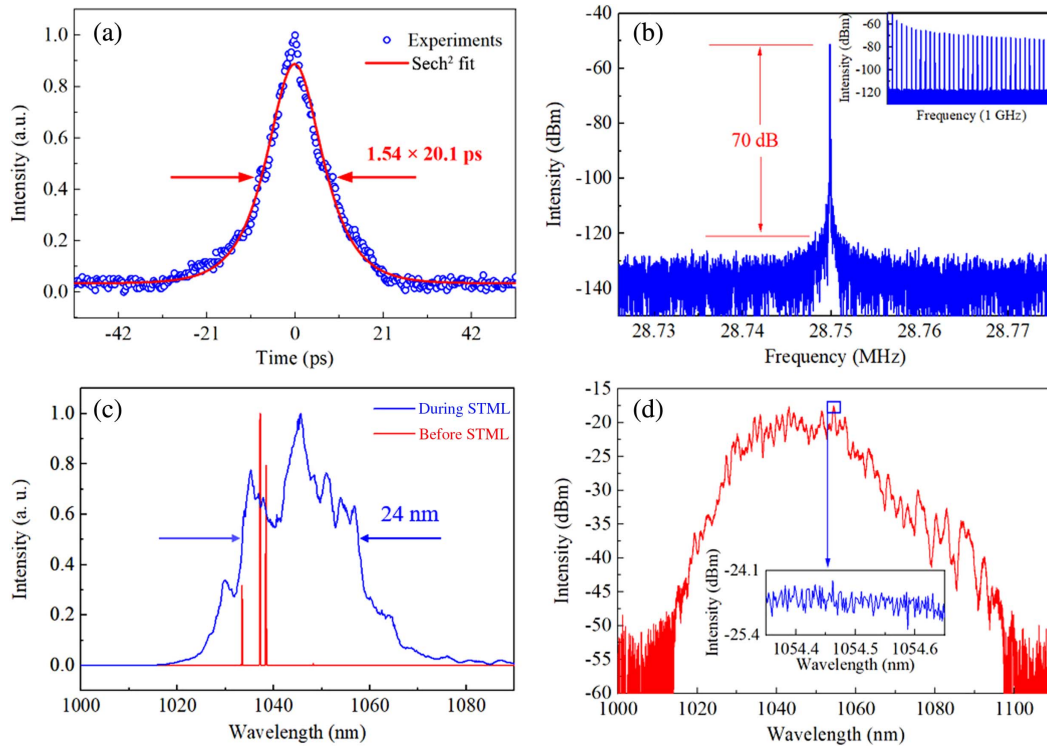 (a)
Experiments
Sech² fit
1.54 × 20.1 ps
Intensity (a.u.)
1.0
0.8
0.6
0.4
0.2
0.0
-42 -21 0 21 42
Time (ps)
(b)
70 dB
Intensity (dBm)
-40
-60
-80
-100
-120
-140
28.73 28.74 28.75 28.76 28.77
Frequency (MHz)
Intensity (dBm)
-60
-80
-100
-120
Frequency (1 GHz)
(c)
During STML
Before STML
24 nm
Intensity (a. u.)
1.0
0.8
0.6
0.4
0.2
0.0
1000 1020 1040 1060 1080
Wavelength (nm)
(d)
Intensity (dBm)
-15
-20
-25
-30
-35
-40
-45
-50
-55
-60
1000 1020 1040 1060 1080 1100
Wavelength (nm)
Intensity (dBm)
-24.1
-25.4
1054.4 1054.5 1054.6
Wavelength (nm)